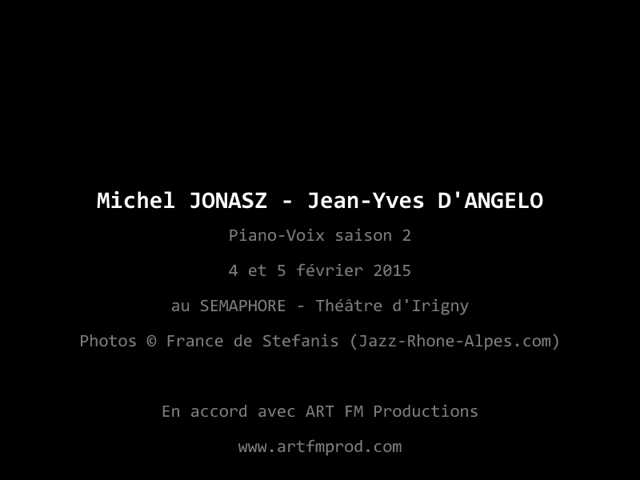 Michel JONASZ - Jean-Yves D'ANGELO
Piano-Voix saison 2
4 et 5 février 2015
au SEMAPHORE - Théâtre d'Irigny
Photos © France de Stefanis (Jazz-Rhone-Alpes.com)
En accord avec ART FM Productions
www.artfmprod.com